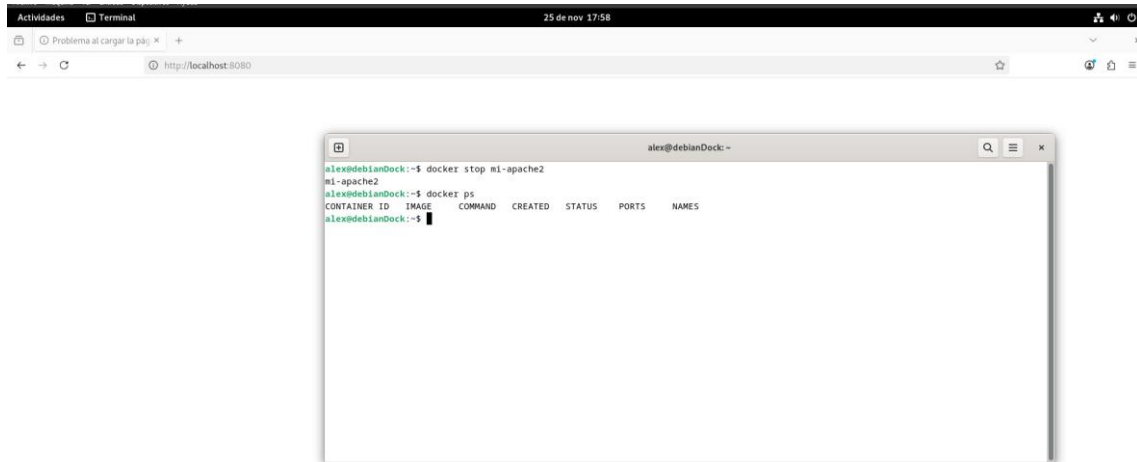 Actividades Terminal 25 de nov 17:58
Problema al cargar la pág
http://localhost:8080
alex@debianDock: ~
alex@debianDock:~$ docker stop mi-apache2
mi-apache2
alex@debianDock:~$ docker ps
CONTAINER ID IMAGE COMMAND CREATED STATUS PORTS NAMES
alex@debianDock:~$